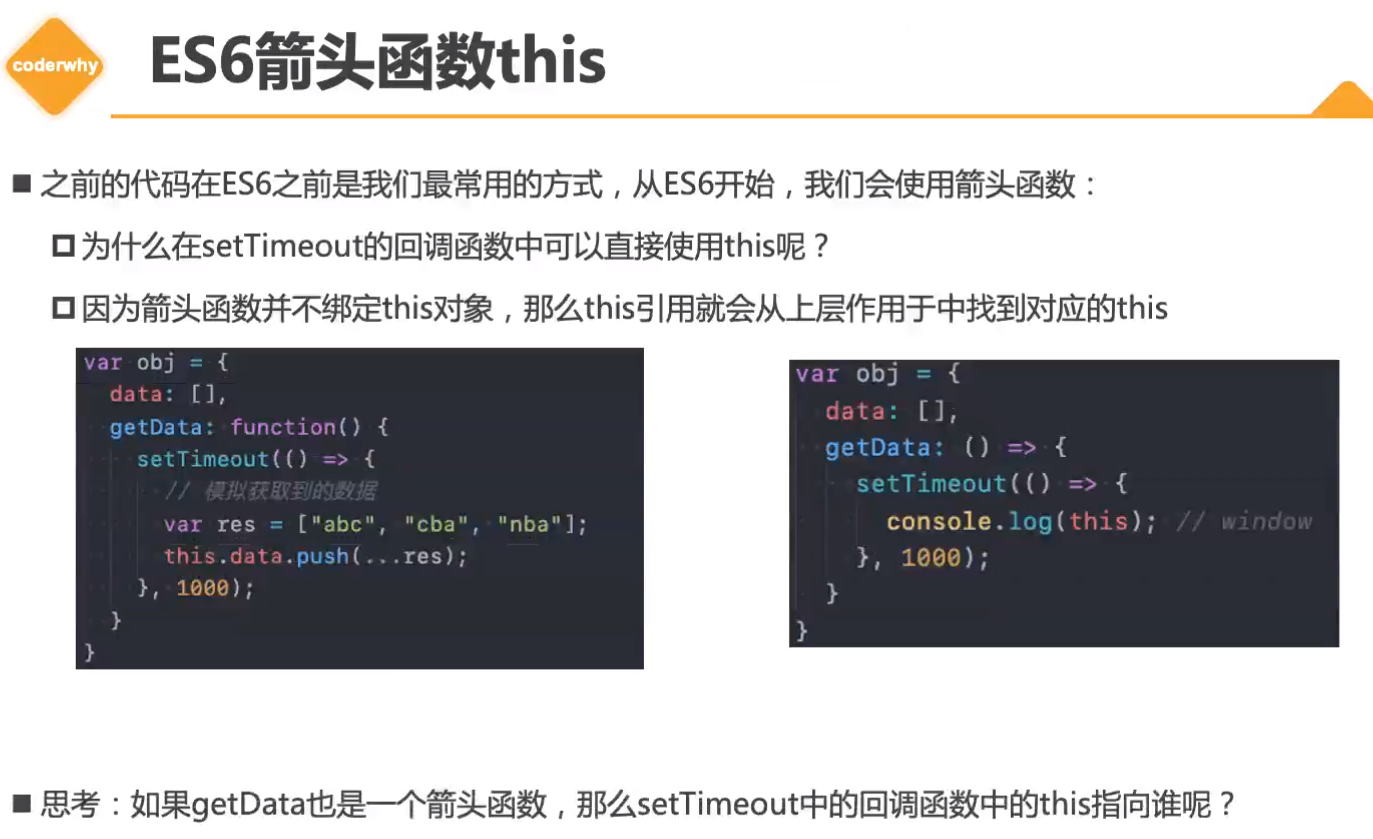 coderwhy
ES6箭头函数this
之前的代码在ES6之前是我们最常用的方式，从ES6开始，我们会使用箭头函数：
为什么在setTimeout的回调函数中可以直接使用this呢？
因为箭头函数并不绑定this对象，那么this引用就会从上层作用于中找到对应的this
var obj = {
  data: [],
  getData: function() {
    setTimeout(() => {
      // 模拟获取到的数据
      var res = ["abc", "cba", "nba"];
      this.data.push(...res);
    }, 1000);
  }
}
var obj = {
  data: [],
  getData: () => {
    setTimeout(() => {
      console.log(this); // window
    }, 1000);
  }
}
思考：如果getData也是一个箭头函数，那么setTimeout中的回调函数中的this指向谁呢？